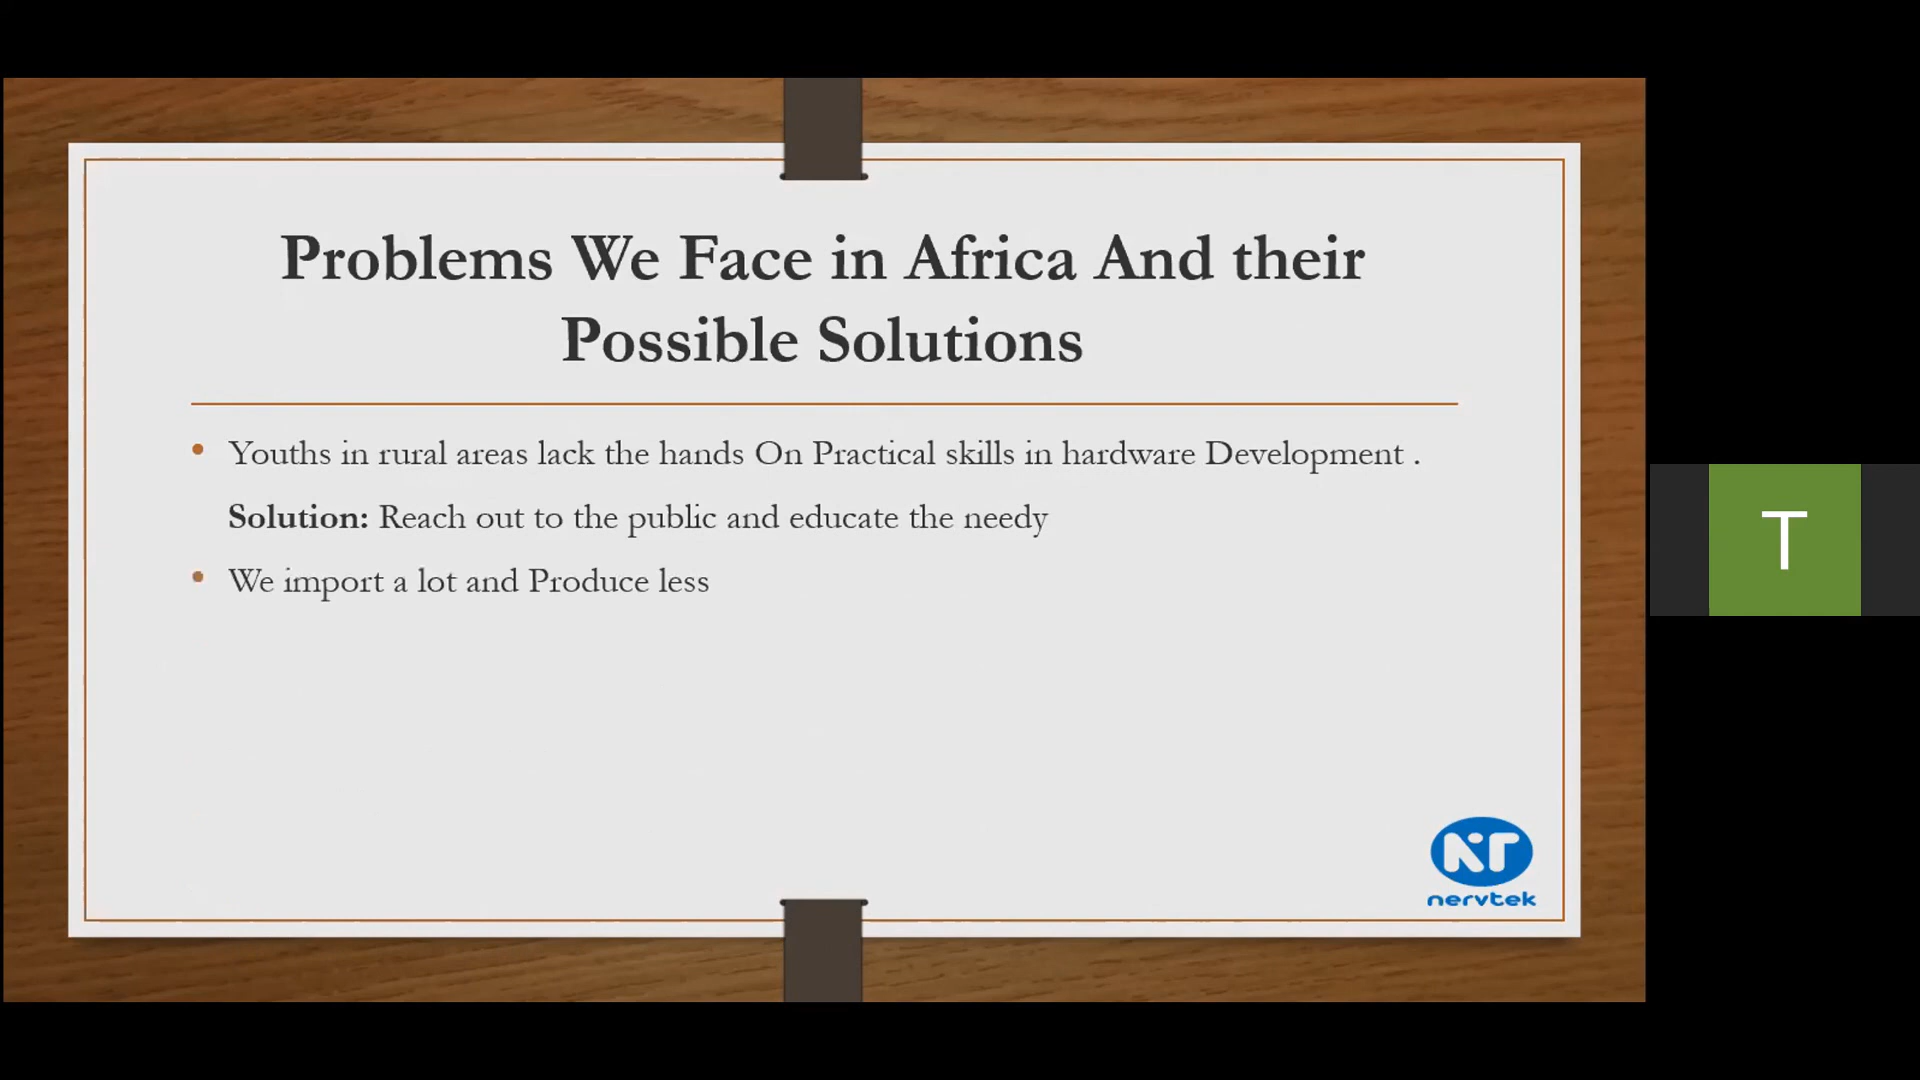 Problems We Face in Africa And their
Possible Solutions
• Youths in rural areas lack the hands On Practical skills in hardware Development .
Solution: Reach out to the public and educate the needy
• We import a lot and Produce less
T
NT
nervtek